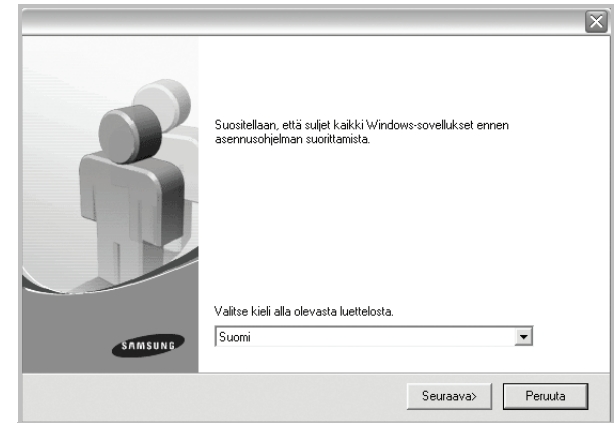 Suositellaan, että suljet kaikki Windows-sovellukset ennen
asennusohjelman suorittamista.
Valitse kieli alla olevasta luettelosta.
Suomi
SAMSUNG
Seuraava>
Peruuta